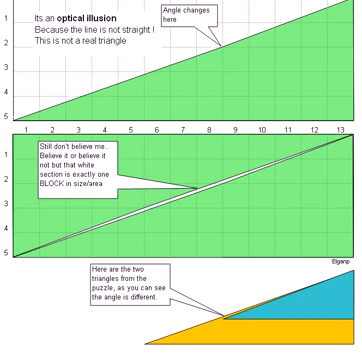 Angle changes
here
Its an optical illusion
Because the line is not straight !
This is not a real triangle
1
2
3
4
5
1 2 3 4 5 6 7 8 9 10 11 12 13
1
2
3
4
5
Still don't believe me..
Believe it or believe it
not but that white
section is exactly one
BLOCK in size/area
Elganp
Here are the two
triangles from the
puzzle, as you can see
the angle is different.